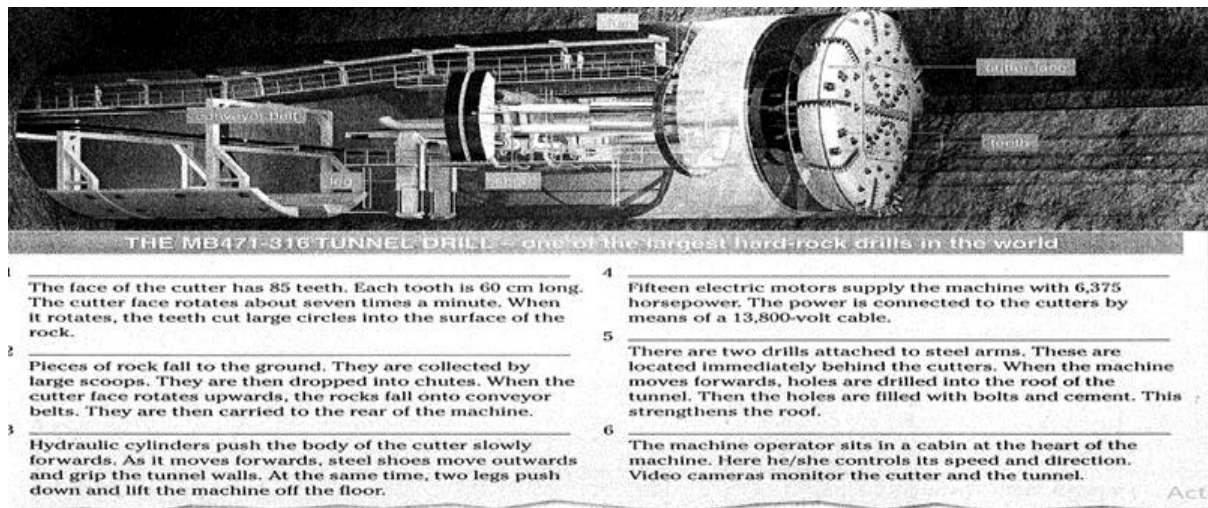 chute
cutter face
conveyor belt
tooth
leg
THE MB471-316 TUNNEL DRILL – one of the largest hard-rock drills in the world
1
The face of the cutter has 85 teeth. Each tooth is 60 cm long.
The cutter face rotates about seven times a minute. When
it rotates, the teeth cut large circles into the surface of the
rock.
2
Pieces of rock fall to the ground. They are collected by
large scoops. They are then dropped into chutes. When the
cutter face rotates upwards, the rocks fall onto conveyor
belts. They are then carried to the rear of the machine.
3
Hydraulic cylinders push the body of the cutter slowly
forwards. As it moves forwards, steel shoes move outwards
and grip the tunnel walls. At the same time, two legs push
down and lift the machine off the floor.
4
Fifteen electric motors supply the machine with 6,375
horsepower. The power is connected to the cutters by
means of a 13,800-volt cable.
5
There are two drills attached to steel arms. These are
located immediately behind the cutters. When the machine
moves forwards, holes are drilled into the roof of the
tunnel. Then the holes are filled with bolts and cement. This
strengthens the roof.
6
The machine operator sits in a cabin at the heart of the
machine. Here he/she controls its speed and direction.
Video cameras monitor the cutter and the tunnel.
Act